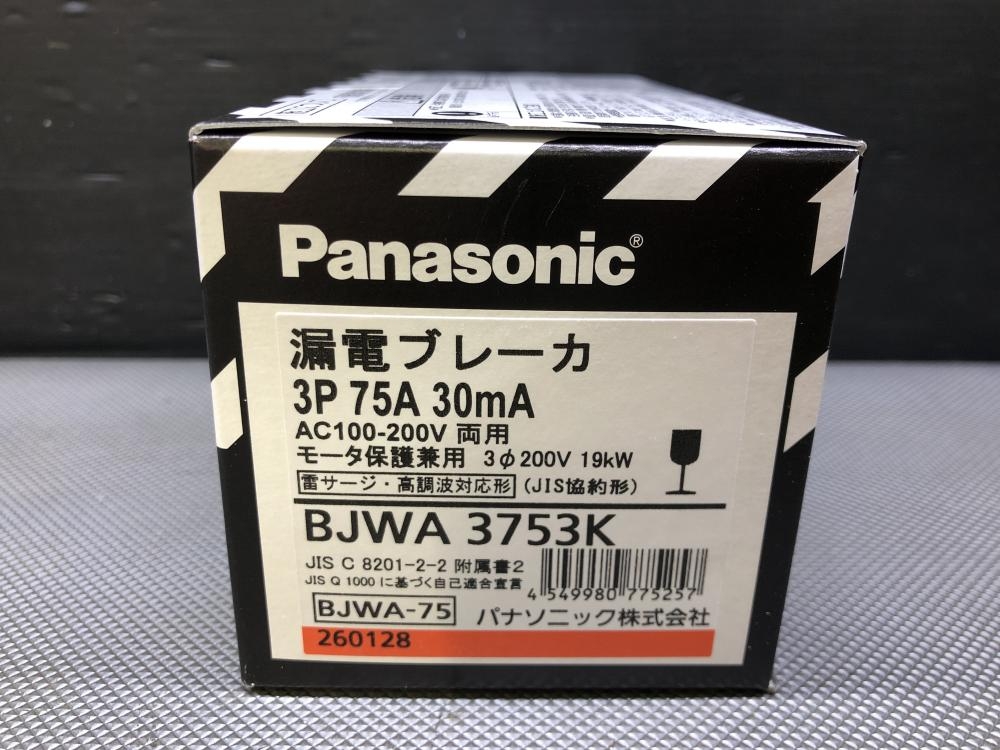 Panasonic®
漏電ブレーカ
3P 75A 30mA
AC100-200V 両用
モータ保護兼用 3φ200V 19kW
雷サージ・高調波対応形 (JIS協約形)
BJWA 3753K
JIS C 8201-2-2 附属書2
JIS Q 1000 に基づく自己適合宣言
4 549980 775257
BJWA-75 パナソニック株式会社
260128